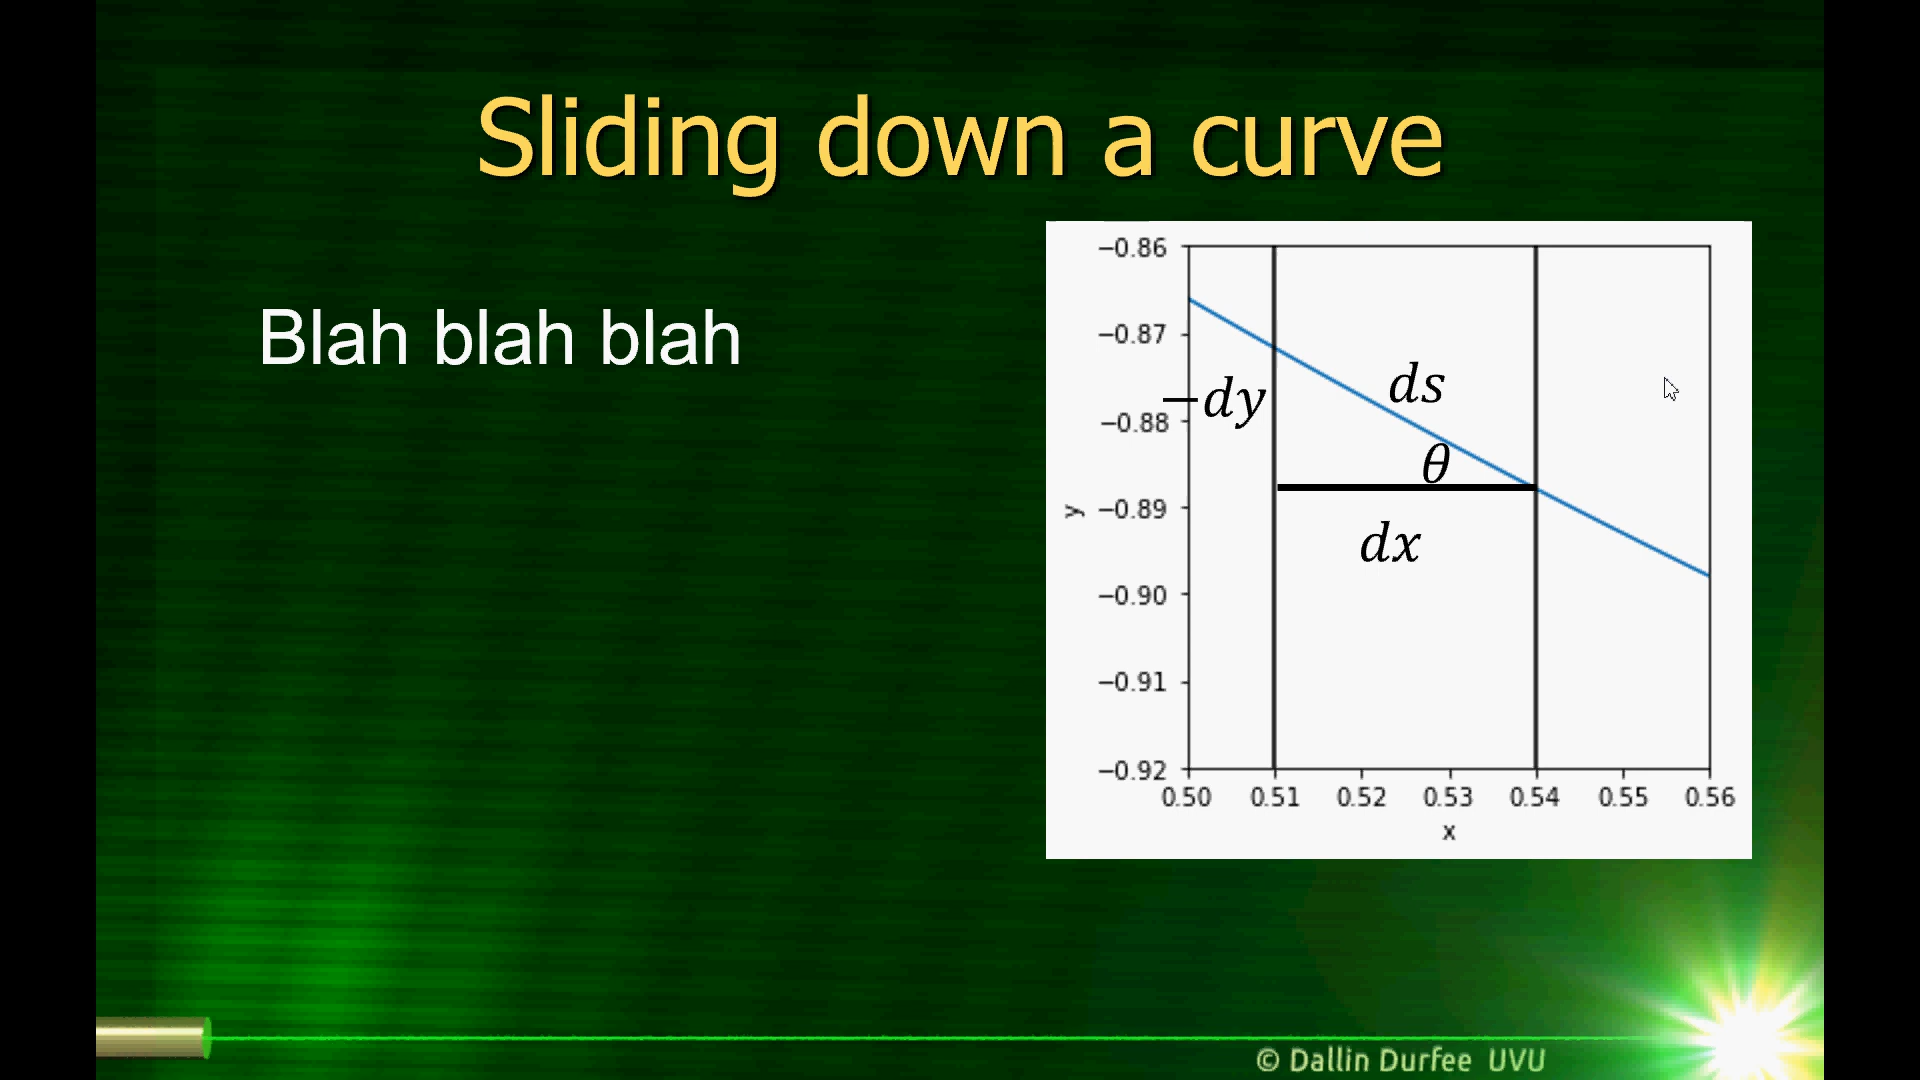 Sliding down a curve
Blah blah blah
−0.86
−0.87
−0.88
−0.89
−0.90
−0.91
−0.92
y
−dy
ds
θ
dx
0.50 0.51 0.52 0.53 0.54 0.55 0.56
x
© Dallin Durfee UVU